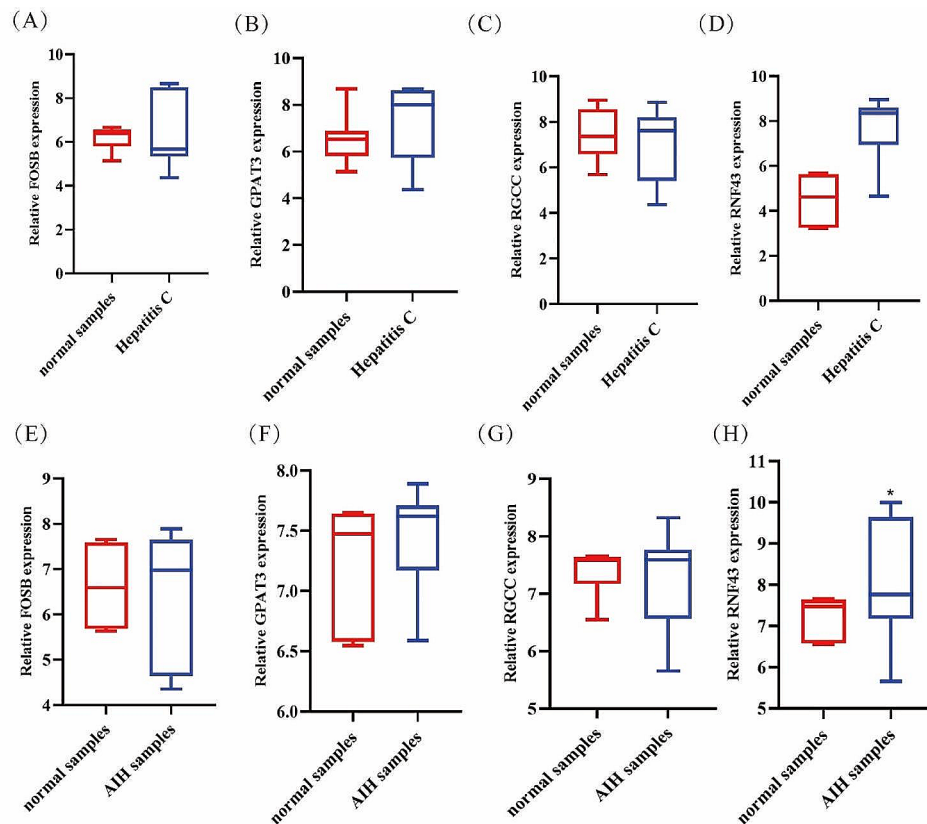 (A)
(B)
(C)
(D)
Relative FOSB expression
10
8
6
4
2
0
normal samples
Hepatitis C
Relative GPAT3 expression
10
8
6
4
2
0
normal samples
Hepatitis C
Relative RGCC expression
10
8
6
4
2
0
normal samples
Hepatitis C
Relative RNF43 expression
10
8
6
4
2
0
normal samples
Hepatitis C
(E)
(F)
(G)
(H)
Relative FOSB expression
9
8
7
6
5
4
normal samples
AIH samples
Relative GPAT3 expression
8.0
7.5
7.0
6.5
6.0
normal samples
AIH samples
Relative RGCC expression
9
8
7
6
5
normal samples
AIH samples
Relative RNF43 expression
11
10
9
8
7
6
5
*
normal samples
AIH samples